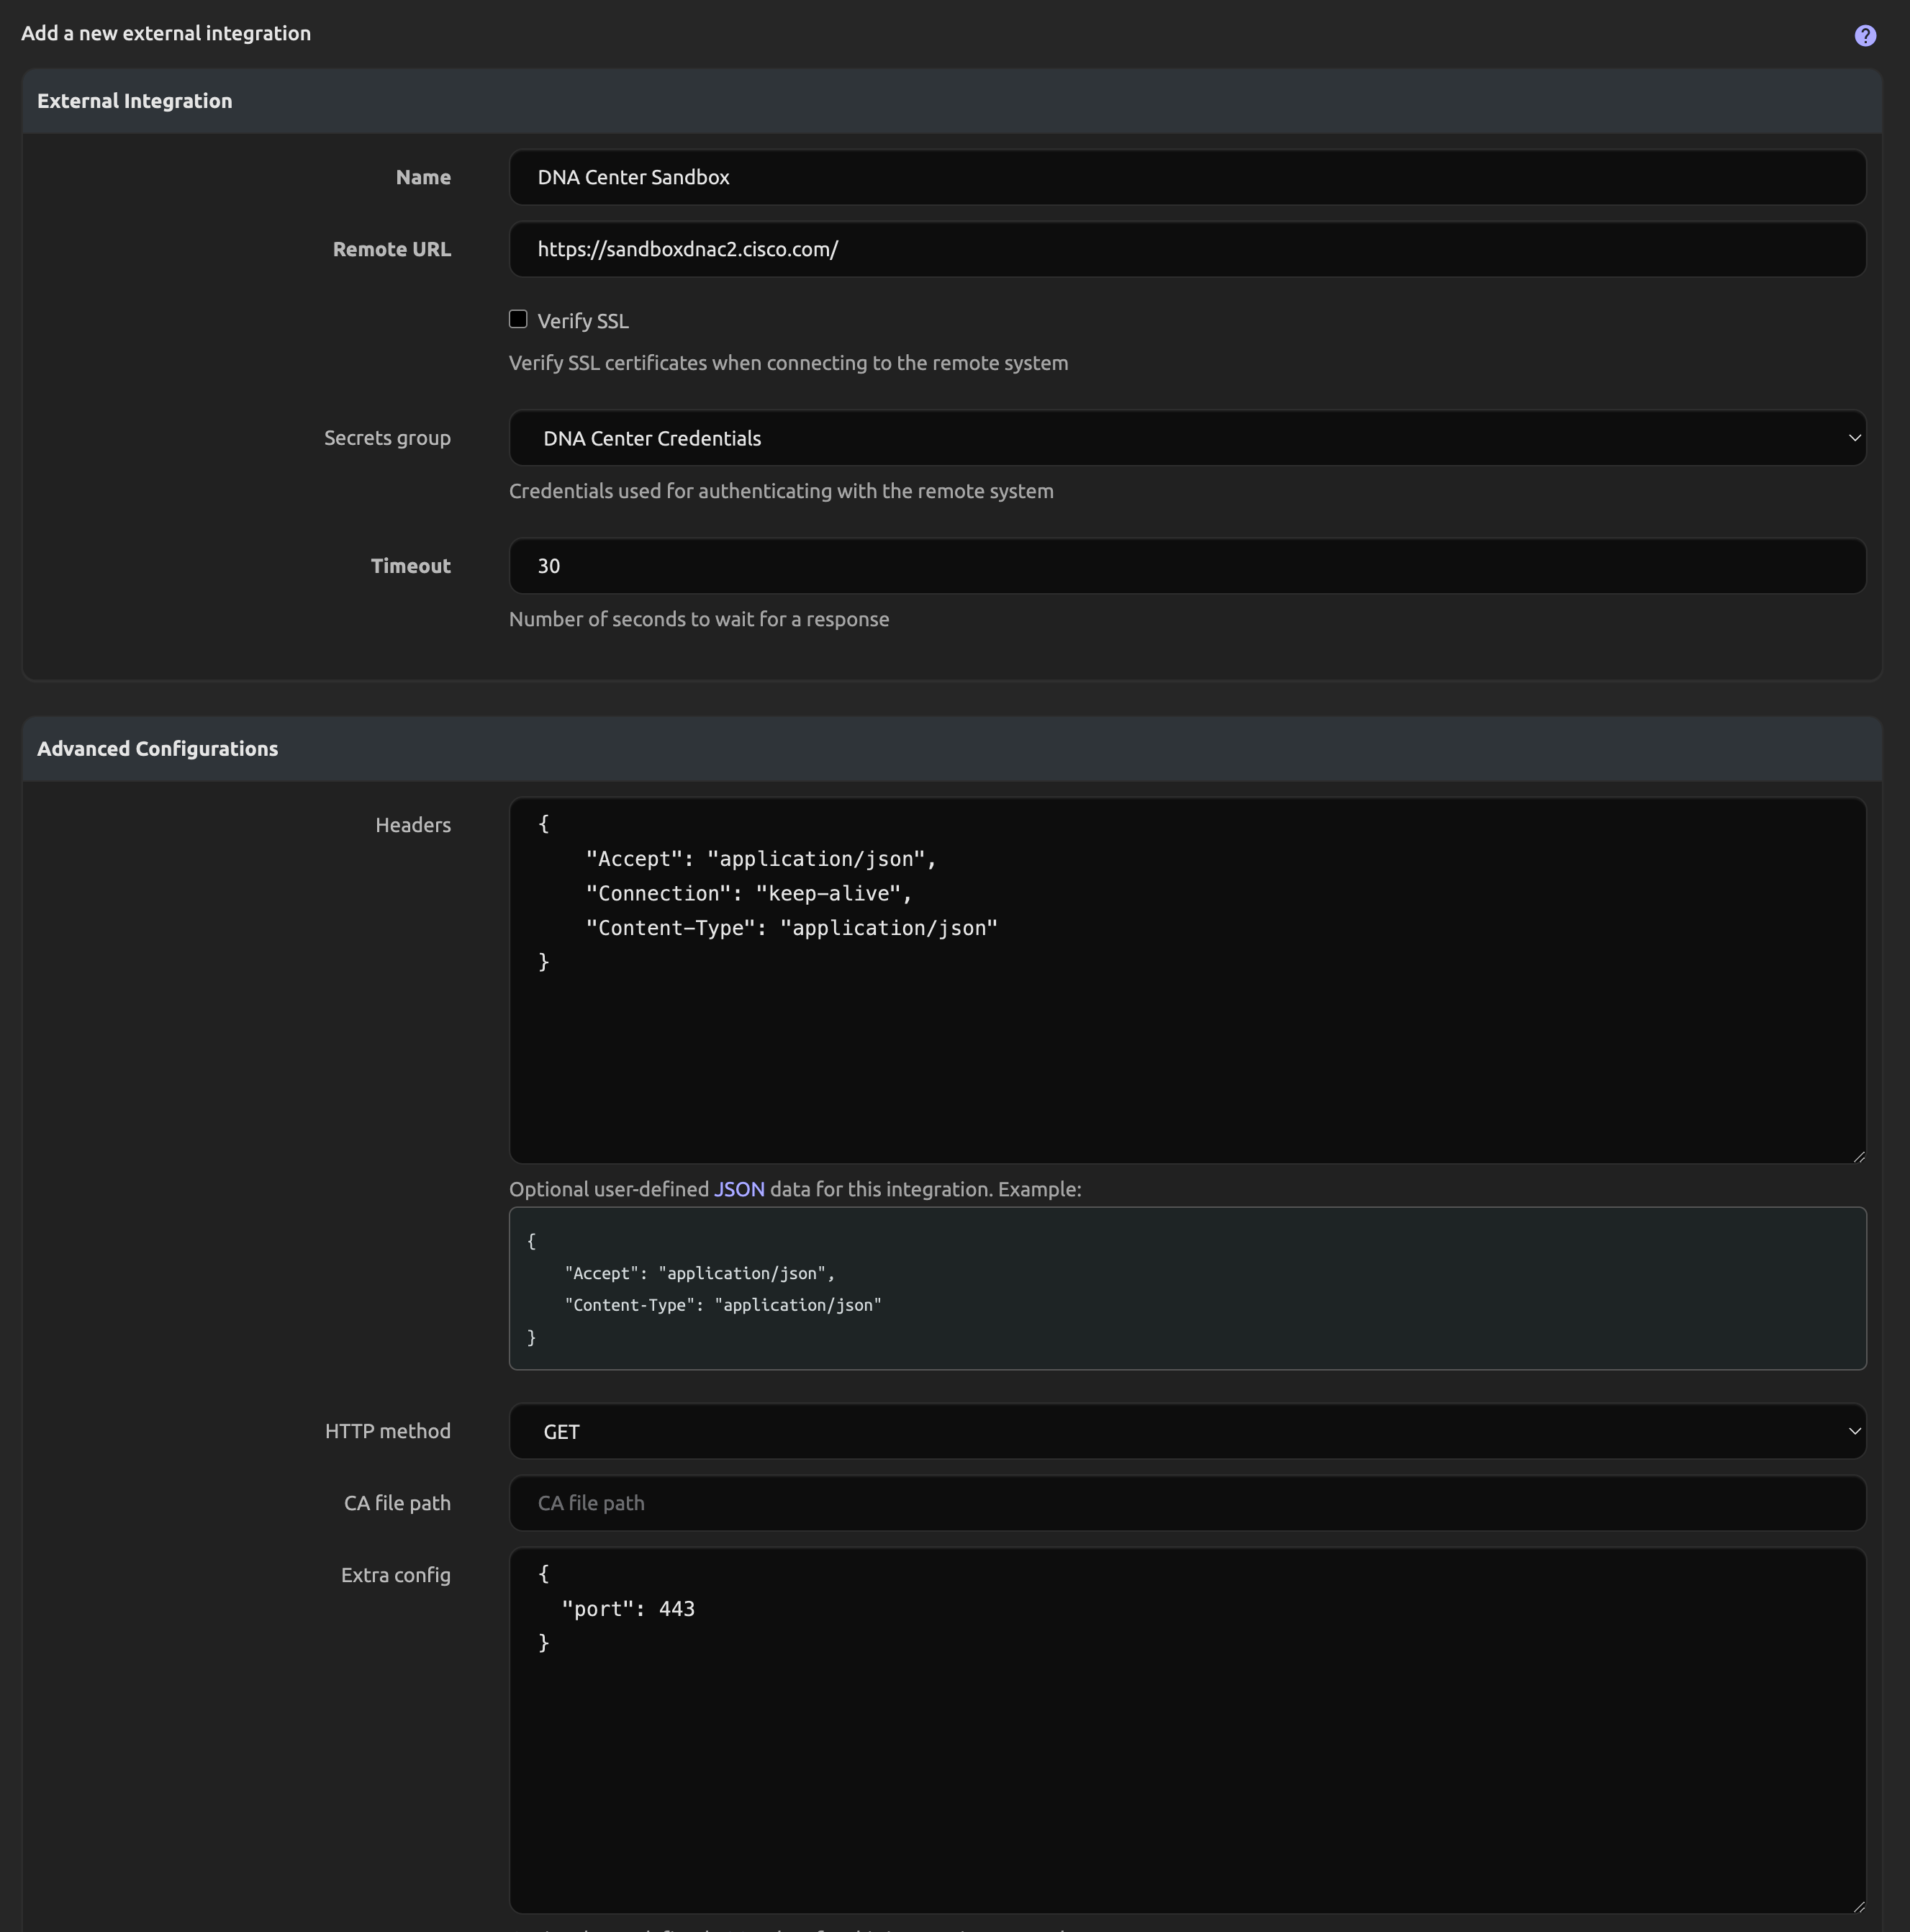 Add a new external integration
?
External Integration
Name
DNA Center Sandbox
Remote URL
https://sandboxdnac2.cisco.com/
Verify SSL
Verify SSL certificates when connecting to the remote system
Secrets group
DNA Center Credentials
Credentials used for authenticating with the remote system
Timeout
30
Number of seconds to wait for a response
Advanced Configurations
Headers
{
    "Accept": "application/json",
    "Connection": "keep-alive",
    "Content-Type": "application/json"
}
Optional user-defined JSON data for this integration. Example:
{
    "Accept": "application/json",
    "Content-Type": "application/json"
}
HTTP method
GET
CA file path
CA file path
Extra config
{
  "port": 443
}